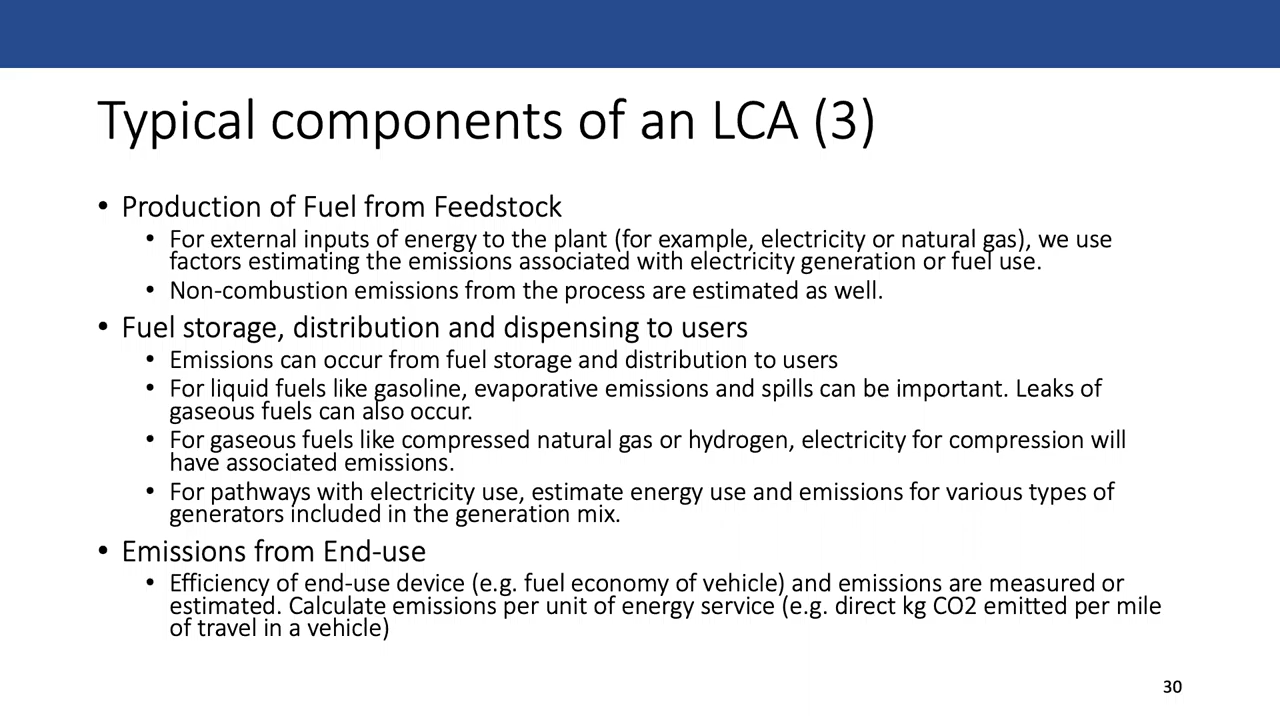 Typical components of an LCA (3)
• Production of Fuel from Feedstock
• For external inputs of energy to the plant (for example, electricity or natural gas), we use
factors estimating the emissions associated with electricity generation or fuel use.
• Non-combustion emissions from the process are estimated as well.
• Fuel storage, distribution and dispensing to users
• Emissions can occur from fuel storage and distribution to users
• For liquid fuels like gasoline, evaporative emissions and spills can be important. Leaks of
gaseous fuels can also occur.
• For gaseous fuels like compressed natural gas or hydrogen, electricity for compression will
have associated emissions.
• For pathways with electricity use, estimate energy use and emissions for various types of
generators included in the generation mix.
• Emissions from End-use
• Efficiency of end-use device (e.g. fuel economy of vehicle) and emissions are measured or
estimated. Calculate emissions per unit of energy service (e.g. direct kg CO2 emitted per mile
of travel in a vehicle)
30